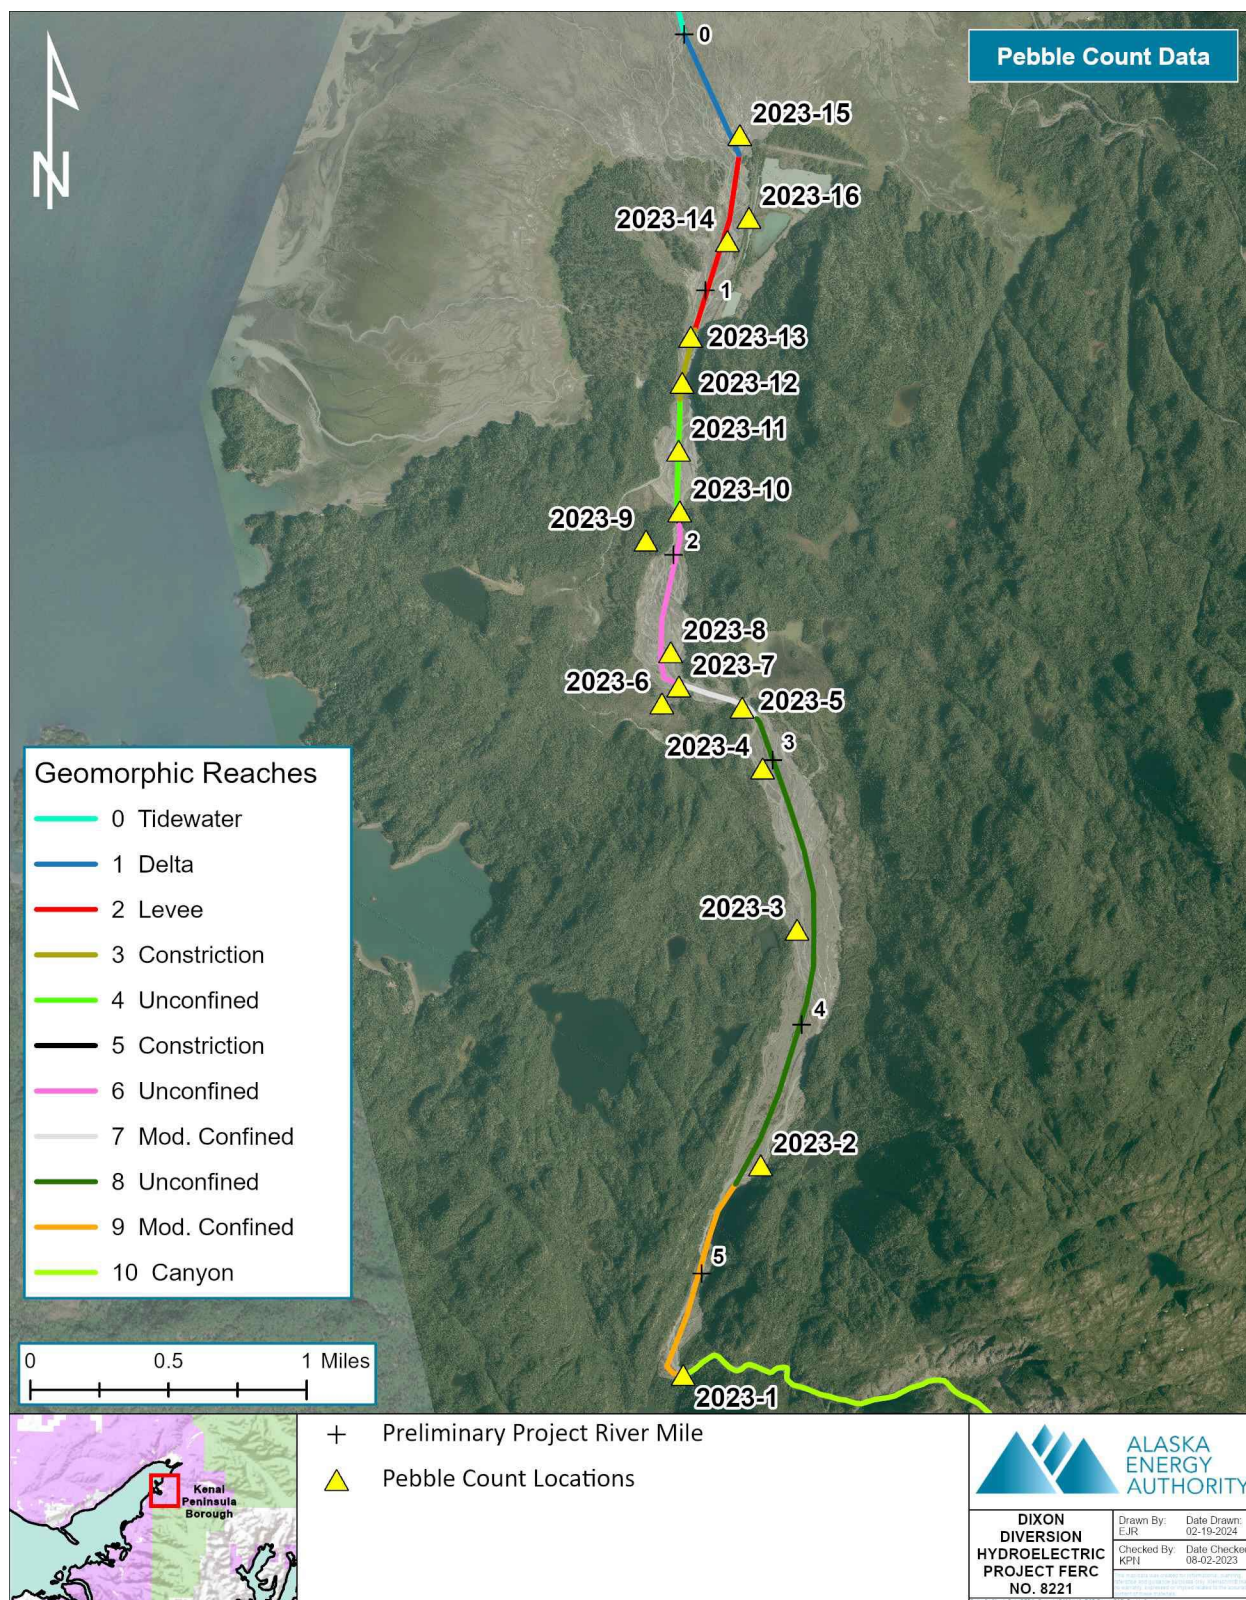 Pebble Count Data
N
0
2023-15
2023-16
2023-14
1
2023-13
2023-12
2023-11
2023-10
2023-9
2
2023-8
2023-7
2023-6
2023-5
2023-4
3
2023-3
4
2023-2
5
2023-1
Geomorphic Reaches
0 Tidewater
1 Delta
2 Levee
3 Constriction
4 Unconfined
5 Constriction
6 Unconfined
7 Mod. Confined
8 Unconfined
9 Mod. Confined
10 Canyon
0 0.5 1 Miles
Kenai
Peninsula
Borough
Preliminary Project River Mile
Pebble Count Locations
ALASKA
ENERGY
AUTHORITY
DIXON
DIVERSION
HYDROELECTRIC
PROJECT FERC
NO. 8221
Drawn By: Date Drawn:
EJR 02-19-2024
Checked By: Date Checked
KPN 08-02-2023